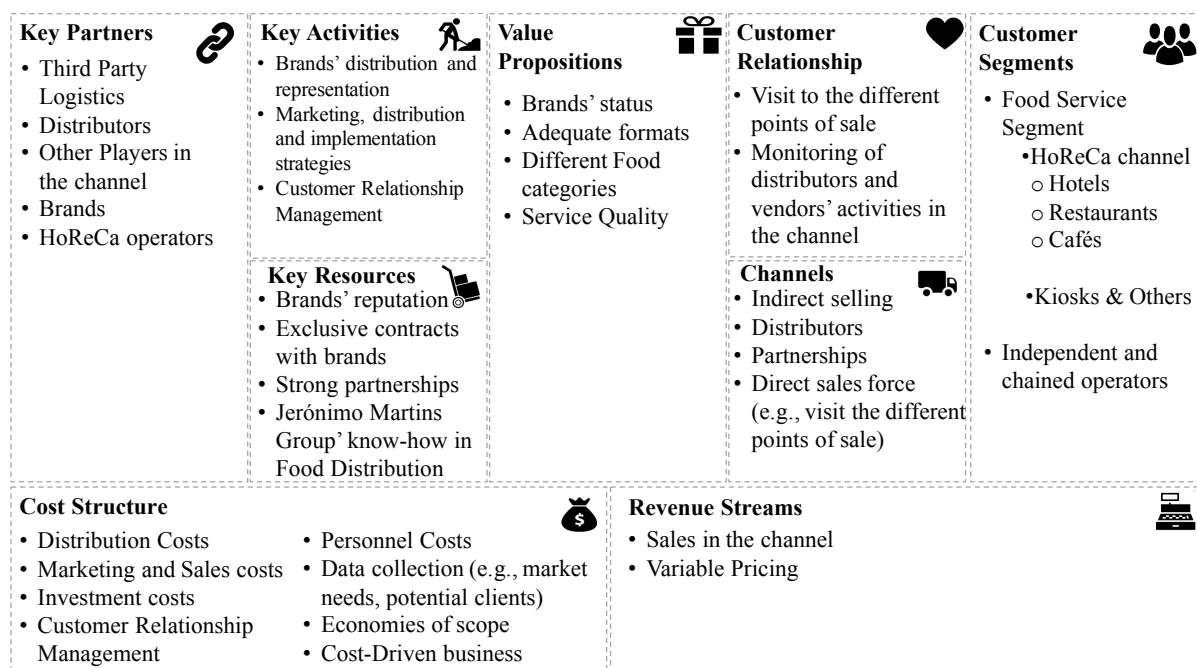 Key Partners
• Third Party
Logistics
• Distributors
• Other Players in
the channel
• Brands
• HoReCa operators
Key Activities
• Brands' distribution and
representation
• Marketing, distribution
and implementation
strategies
• Customer Relationship
Management
Key Resources
• Brands' reputation
• Exclusive contracts
with brands
• Strong partnerships
• Jerónimo Martins
Group' know-how in
Food Distribution
Value
Propositions
• Brands' status
• Adequate formats
• Different Food
categories
• Service Quality
Customer
Relationship
• Visit to the different
points of sale
• Monitoring of
distributors and
vendors' activities in
the channel
Channels
• Indirect selling
• Distributors
• Partnerships
• Direct sales force
(e.g., visit the different
points of sale)
Customer
Segments
• Food Service
Segment
•HoReCa channel
o Hotels
o Restaurants
o Cafés
•Kiosks & Others
• Independent and
chained operators
Cost Structure
• Distribution Costs
• Marketing and Sales costs
• Investment costs
• Customer Relationship
Management
• Personnel Costs
• Data collection (e.g., market
needs, potential clients)
• Economies of scope
• Cost-Driven business
$
Revenue Streams
• Sales in the channel
• Variable Pricing